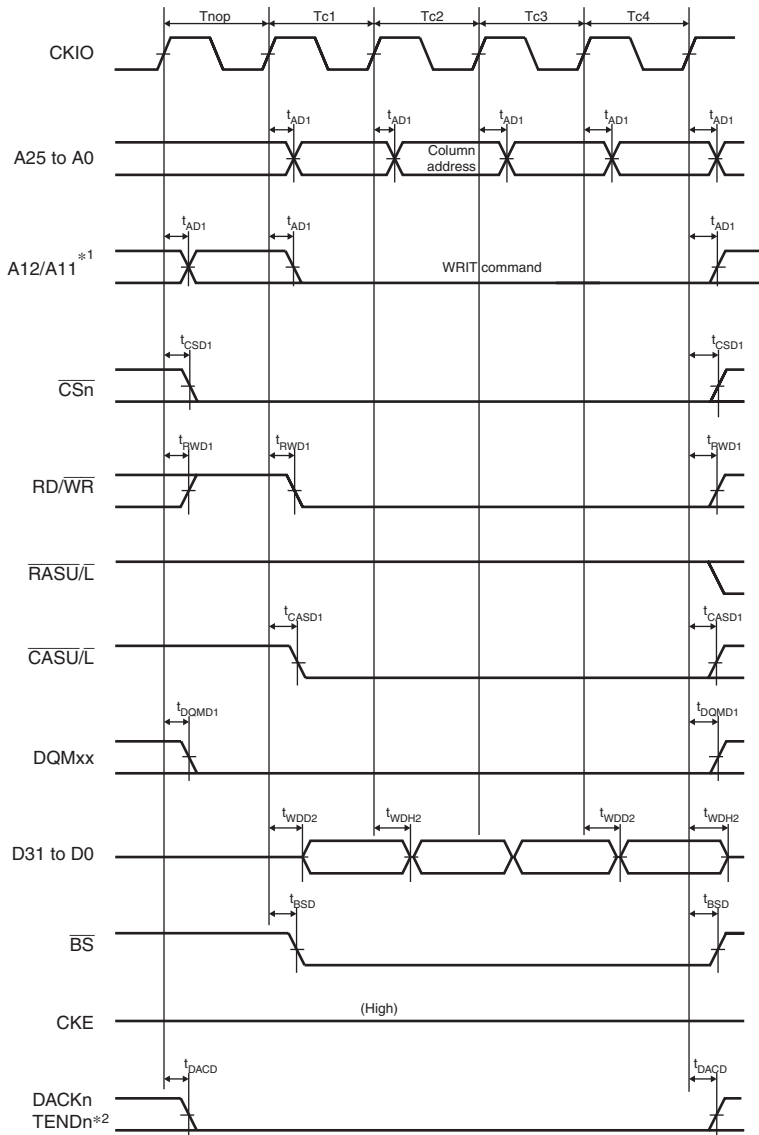 Tnop Tc1 Tc2 Tc3 Tc4
CKIO
tAD1 tAD1 tAD1 tAD1 tAD1
A25 to A0
Column
address
tAD1 tAD1 tAD1
A12/A11*1
WRIT command
tCSD1 tCSD1
CSn
tRWD1 tRWD1 tRWD1
RD/WR
RASU/L
tCASD1 tCASD1
CASU/L
tDQMD1 tDQMD1
DQMxx
tWDD2 tWDH2 tWDD2 tWDH2
D31 to D0
tBSD tBSD
BS
(High)
CKE
tDACD tDACD
DACKn
TENDn*2